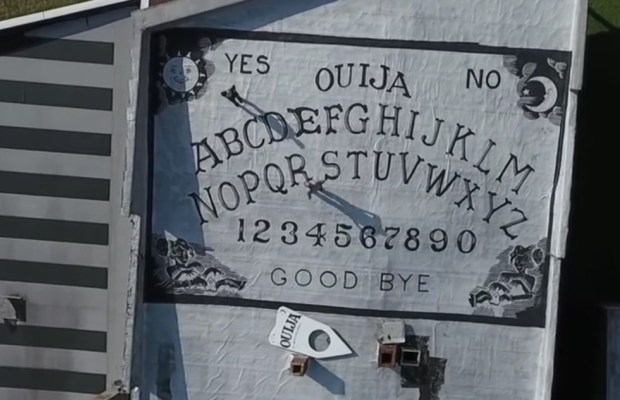 YES OUIJA NO
ABCDEFGHIJKLM
NOPQRSTUVWXYZ
1234567890
GOOD BYE
OUIJA